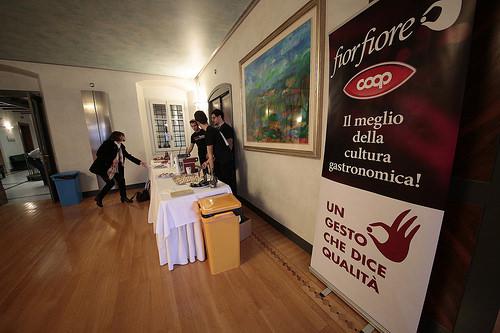 fiorfiore
coop
Il meglio
della
cultura
gastronomica!
UN
GESTO
CHE DICE
QUALITÀ